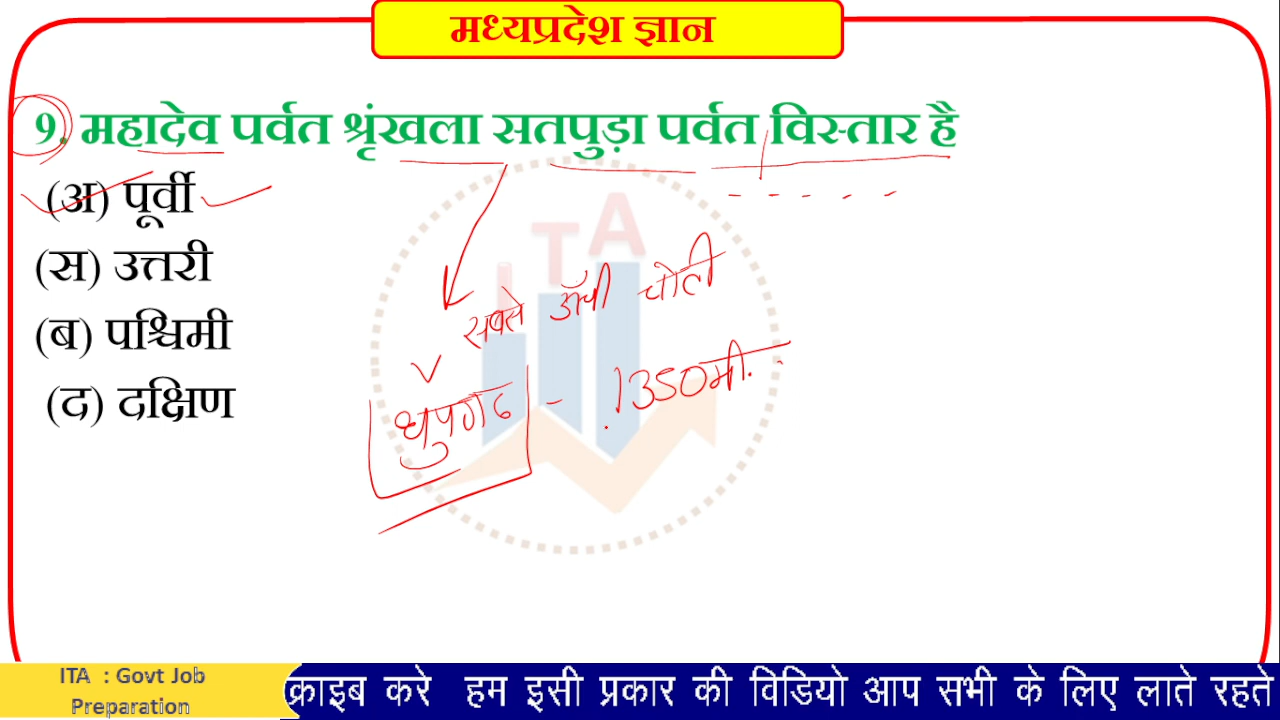 मध्यप्रदेश ज्ञान
9. महादेव पर्वत श्रृंखला सतपुड़ा पर्वत विस्तार है
(अ) पूर्वी
(स) उत्तरी
(ब) पश्चिमी
(द) दक्षिण
ITA
सबसे ऊँची चोटी
धुपगढ - 1350मी.
ITA : Govt Job
Preparation
क्राइब करे हम इसी प्रकार की विडियो आप सभी के लिए लाते रहते